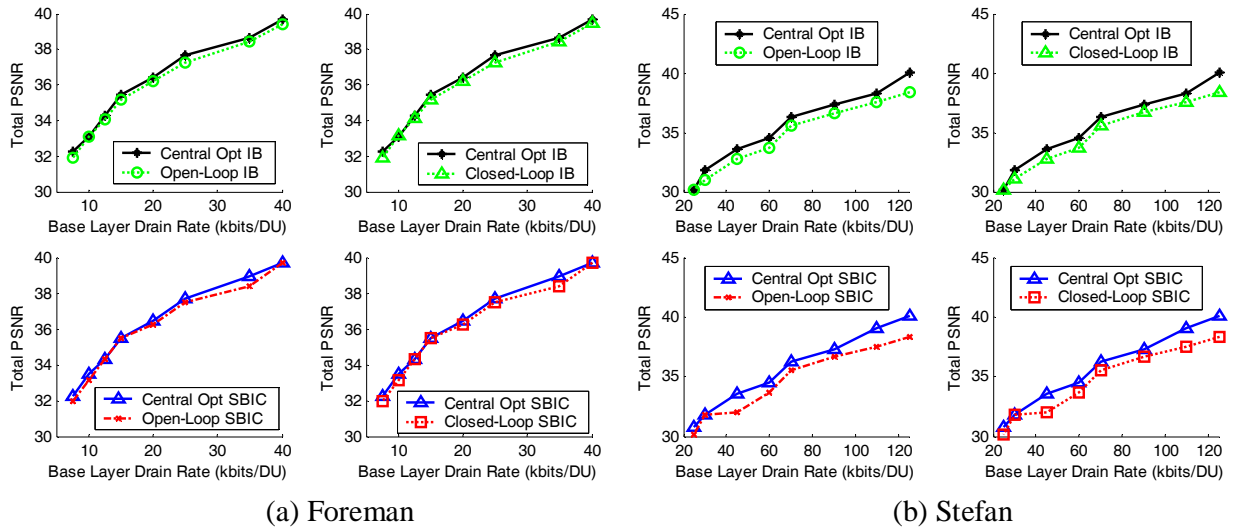 40
38
36
34
32
30
Total PSNR
Central Opt IB
Open-Loop IB
10 20 30 40
Base Layer Drain Rate (kbits/DU)
40
38
36
34
32
30
Total PSNR
Central Opt IB
Closed-Loop IB
10 20 30 40
Base Layer Drain Rate (kbits/DU)
45
40
35
30
Total PSNR
Central Opt IB
Open-Loop IB
20 40 60 80 100 120
Base Layer Drain Rate (kbits/DU)
45
40
35
30
Total PSNR
Central Opt IB
Closed-Loop IB
20 40 60 80 100 120
Base Layer Drain Rate (kbits/DU)
40
38
36
34
32
30
Total PSNR
Central Opt SBIC
Open-Loop SBIC
10 20 30 40
Base Layer Drain Rate (kbits/DU)
40
38
36
34
32
30
Total PSNR
Central Opt SBIC
Closed-Loop SBIC
10 20 30 40
Base Layer Drain Rate (kbits/DU)
45
40
35
30
Total PSNR
Central Opt SBIC
Open-Loop SBIC
20 40 60 80 100 120
Base Layer Drain Rate (kbits/DU)
45
40
35
30
Total PSNR
Central Opt SBIC
Closed-Loop SBIC
20 40 60 80 100 120
Base Layer Drain Rate (kbits/DU)
(a) Foreman
(b) Stefan